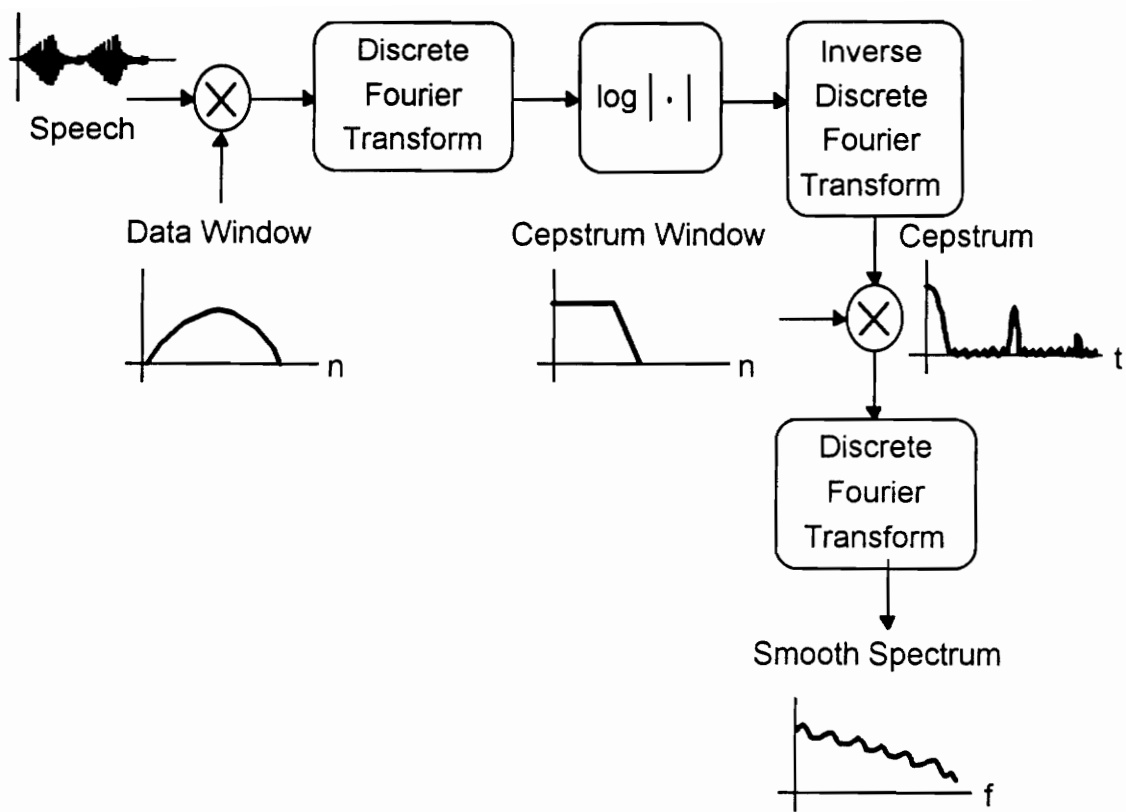 Speech
Discrete
Fourier
Transform
log | · |
Inverse
Discrete
Fourier
Transform
Data Window
n
Cepstrum Window
n
Cepstrum
t
Discrete
Fourier
Transform
Smooth Spectrum
f